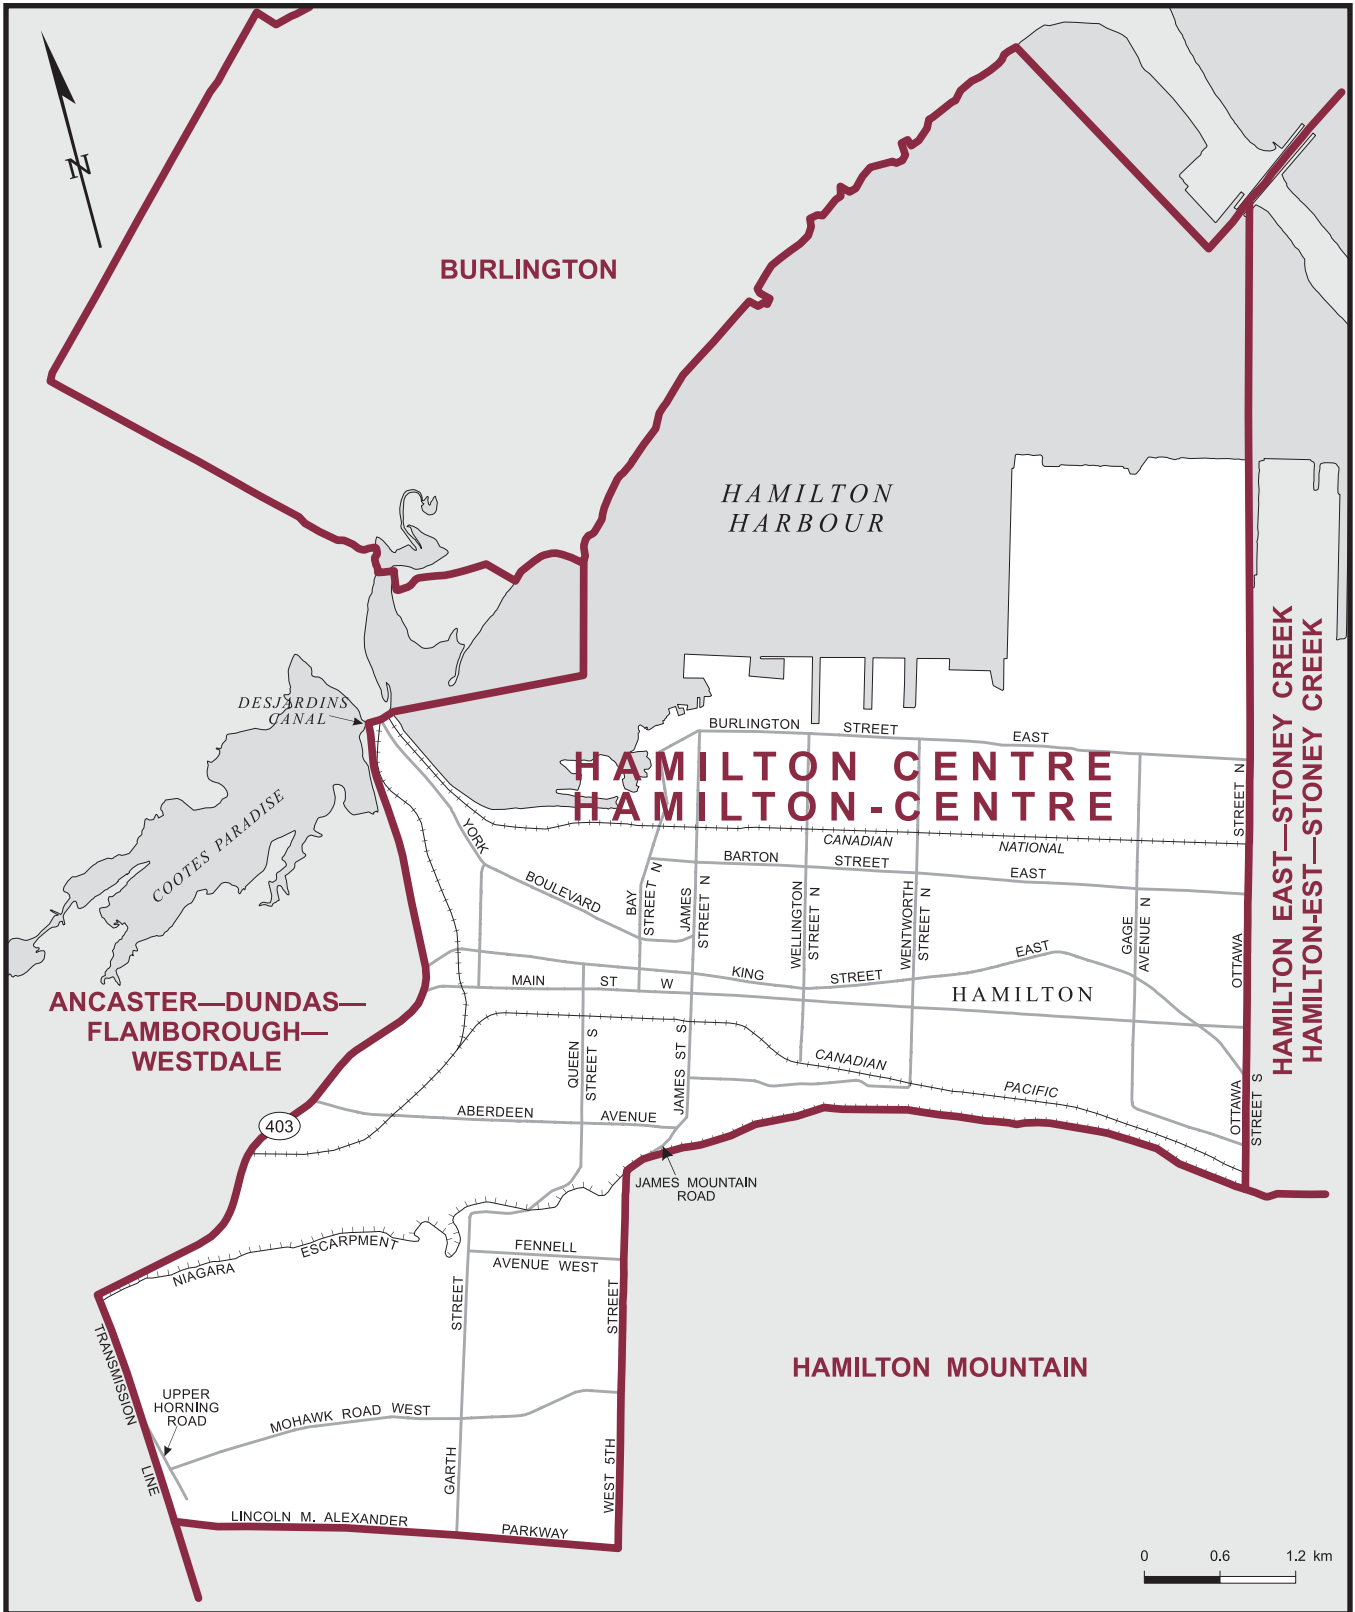 N
BURLINGTON
HAMILTON
HARBOUR
DESJARDINS
CANAL
COOTES PARADISE
BURLINGTON STREET EAST
HAMILTON CENTRE
HAMILTON-CENTRE
HAMILTON EAST—STONEY CREEK
HAMILTON-EST—STONEY CREEK
YORK
BOULEVARD
CANADIAN NATIONAL
BARTON STREET EAST
BAY
STREET N
JAMES
STREET N
WELLINGTON
STREET N
WENTWORTH
STREET N
GAGE
AVENUE N
OTTAWA STREET N
MAIN ST W
KING STREET EAST
HAMILTON
ANCASTER—DUNDAS—
FLAMBOROUGH—
WESTDALE
QUEEN
STREET S
JAMES ST S
CANADIAN PACIFIC
OTTAWA
STREET S
ABERDEEN AVENUE
403
JAMES MOUNTAIN
ROAD
NIAGARA ESCARPMENT
FENNELL
AVENUE WEST
GARTH STREET
WEST 5TH STREET
TRANSMISSION LINE
UPPER
HORNING
ROAD
MOHAWK ROAD WEST
HAMILTON MOUNTAIN
LINCOLN M. ALEXANDER PARKWAY
0 0.6 1.2 km